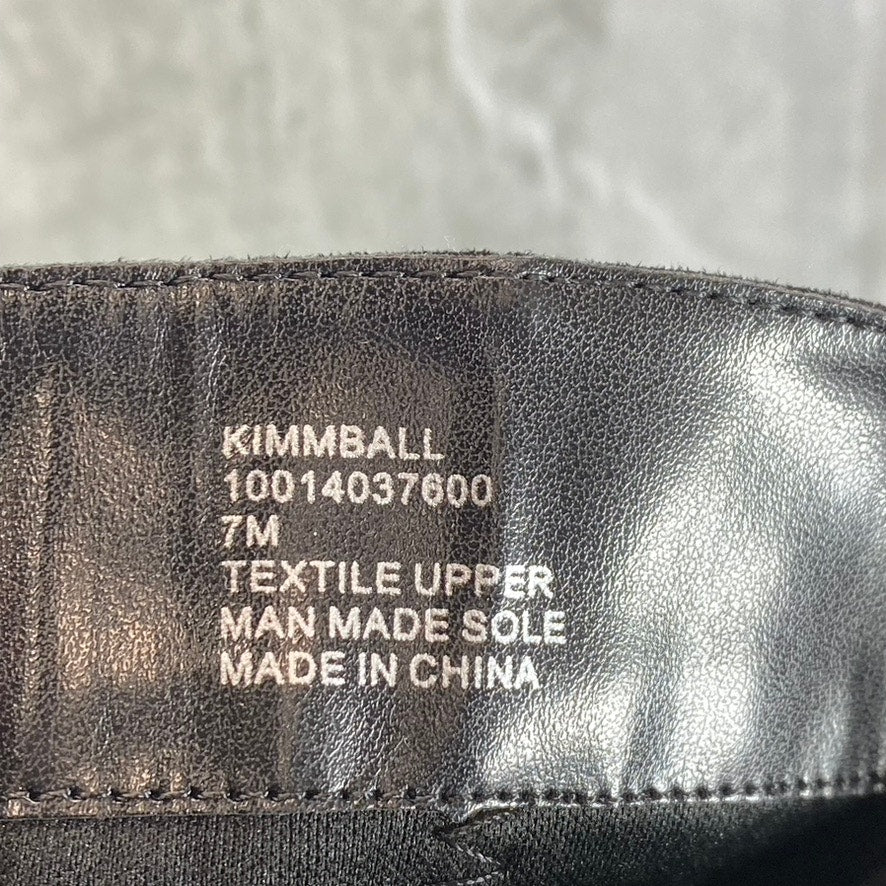 KIMMBALL
10014037600
7M
TEXTILE UPPER
MAN MADE SOLE
MADE IN CHINA